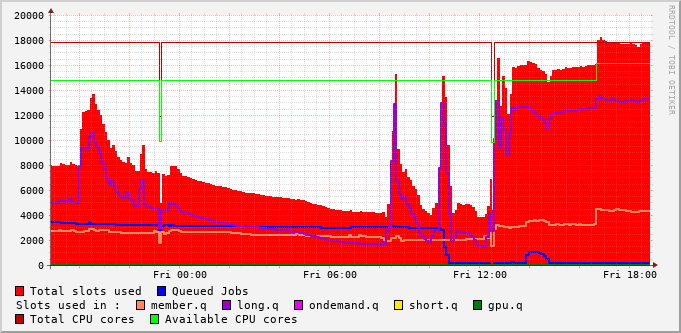 20000
18000
16000
14000
12000
10000
8000
6000
4000
2000
0
Fri 00:00 Fri 06:00 Fri 12:00 Fri 18:00
Total slots used Queued Jobs
Slots used in : member.q long.q ondemand.q short.q gpu.q
Total CPU cores Available CPU cores
RRDTOOL / TOBI OETIKER